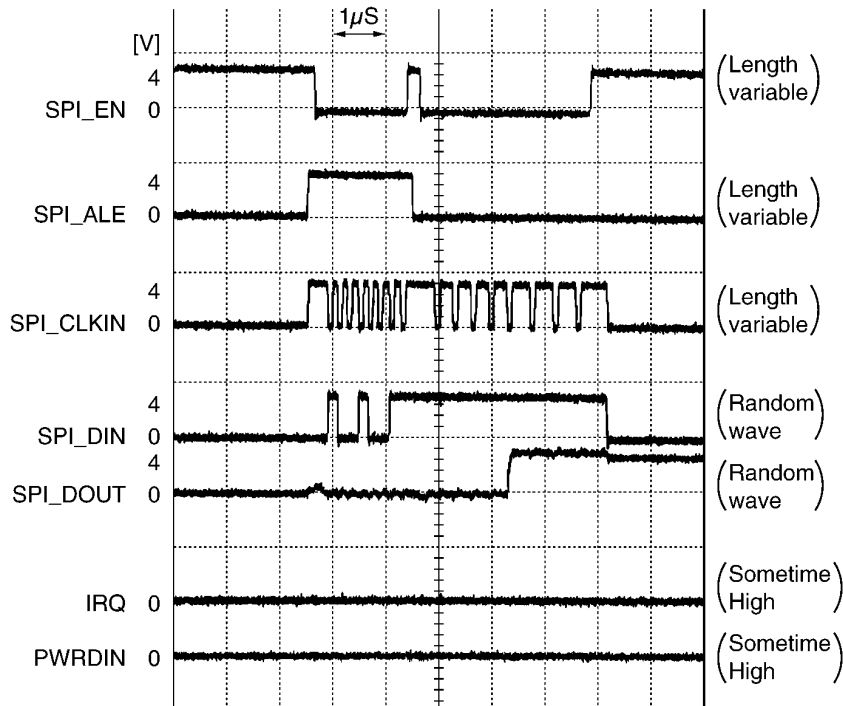 1µS
[V]
4
SPI_EN 0
(Length variable)
4
SPI_ALE 0
(Length variable)
4
SPI_CLKIN 0
(Length variable)
4
SPI_DIN 0
(Random wave)
4
SPI_DOUT 0
(Random wave)
IRQ 0
(Sometime High)
PWRDIN 0
(Sometime High)